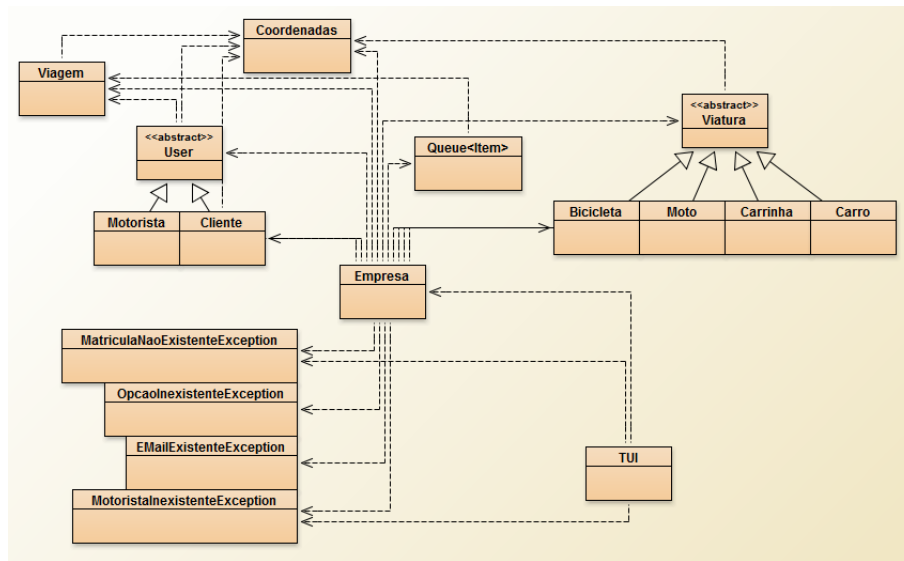 Coordenadas
Viagem
<<abstract>>
User
Queue<Item>
<<abstract>>
Viatura
Motorista
Cliente
Bicicleta
Moto
Carrinha
Carro
Empresa
MatriculaNaoExistenteException
OpcaoInexistenteException
EMailExistenteException
MotoristaInexistenteException
TUI